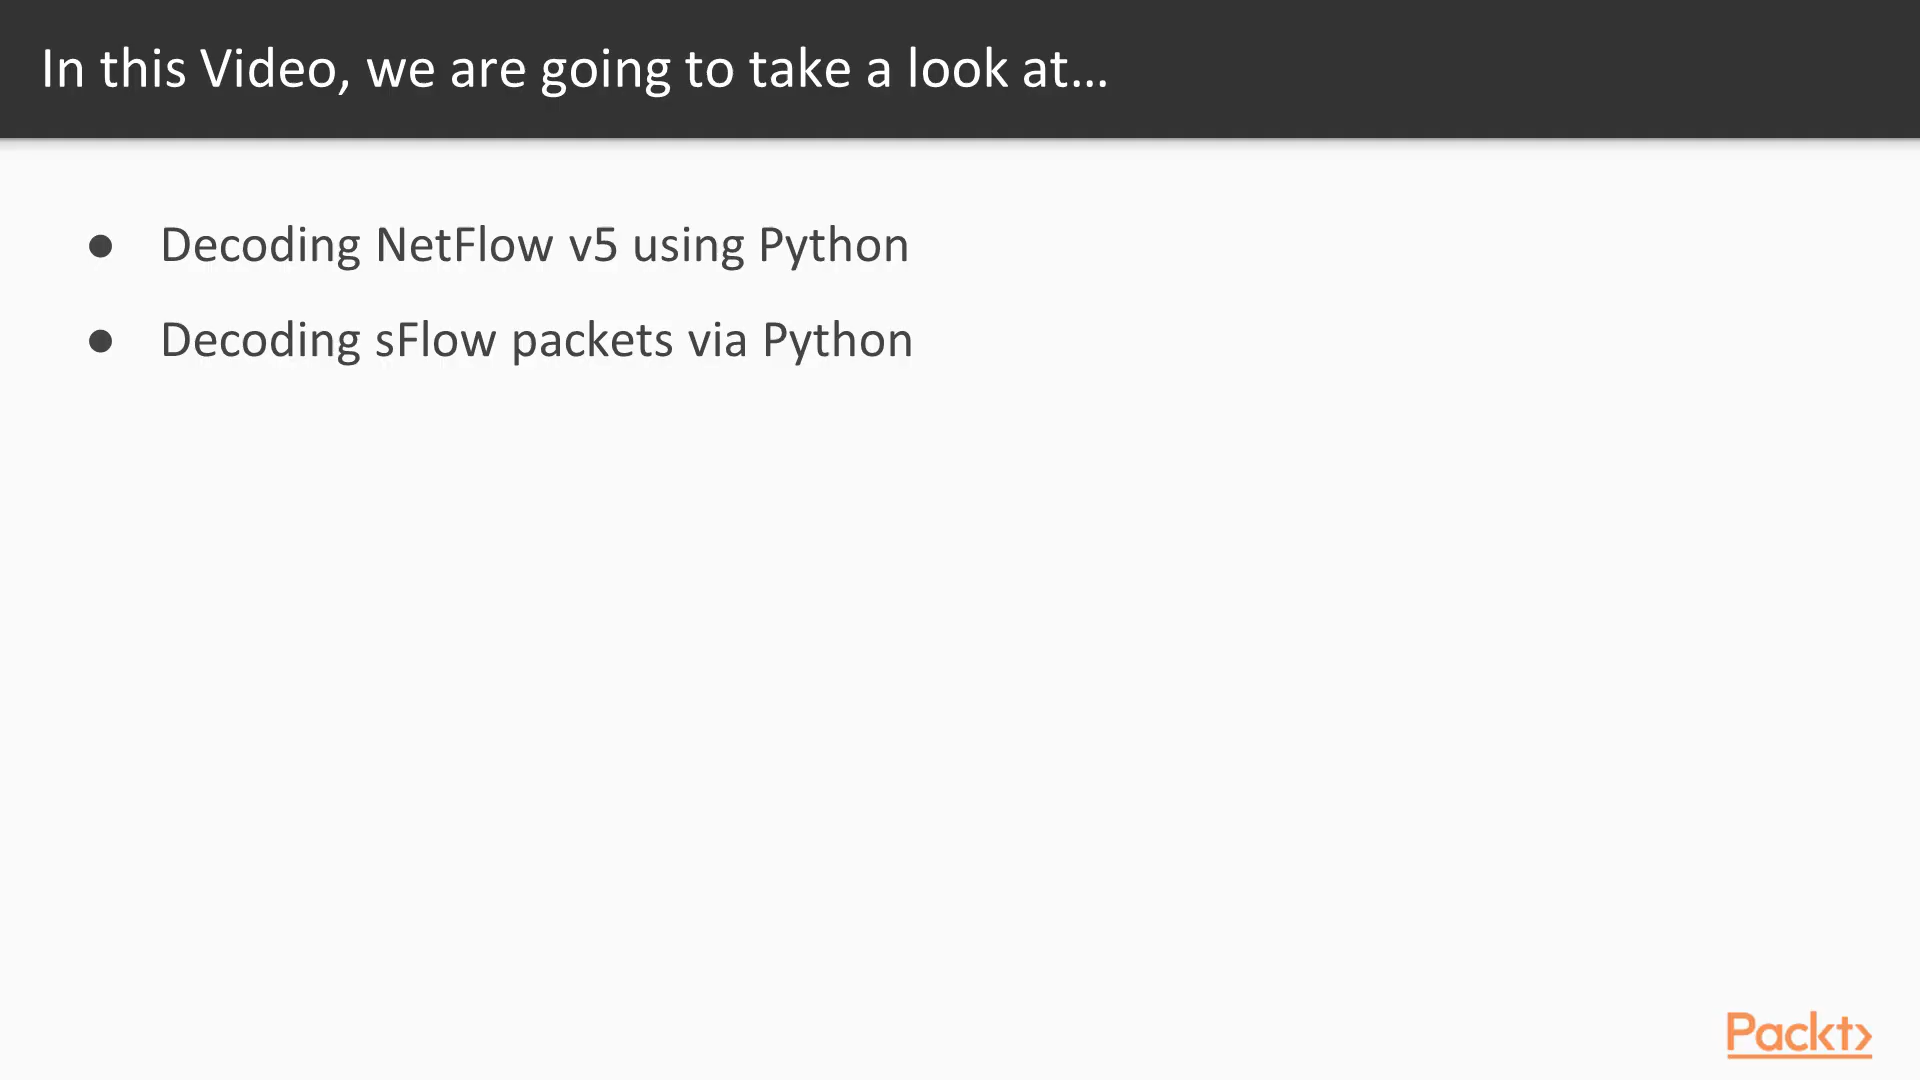 In this Video, we are going to take a look at...
● Decoding NetFlow v5 using Python
● Decoding sFlow packets via Python
Packt>